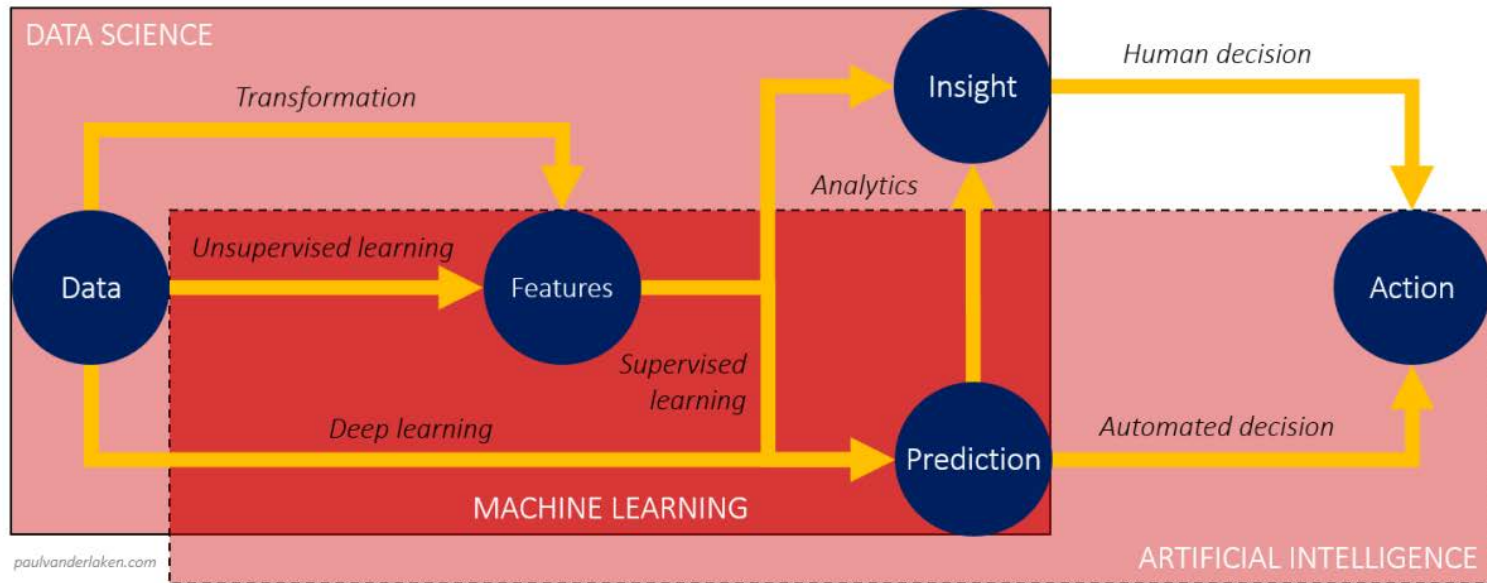 DATA SCIENCE
Transformation
Insight
Human decision
Analytics
Unsupervised learning
Data
Features
Action
Supervised
learning
Deep learning
Prediction
Automated decision
MACHINE LEARNING
paulvanderlaken.com
ARTIFICIAL INTELLIGENCE